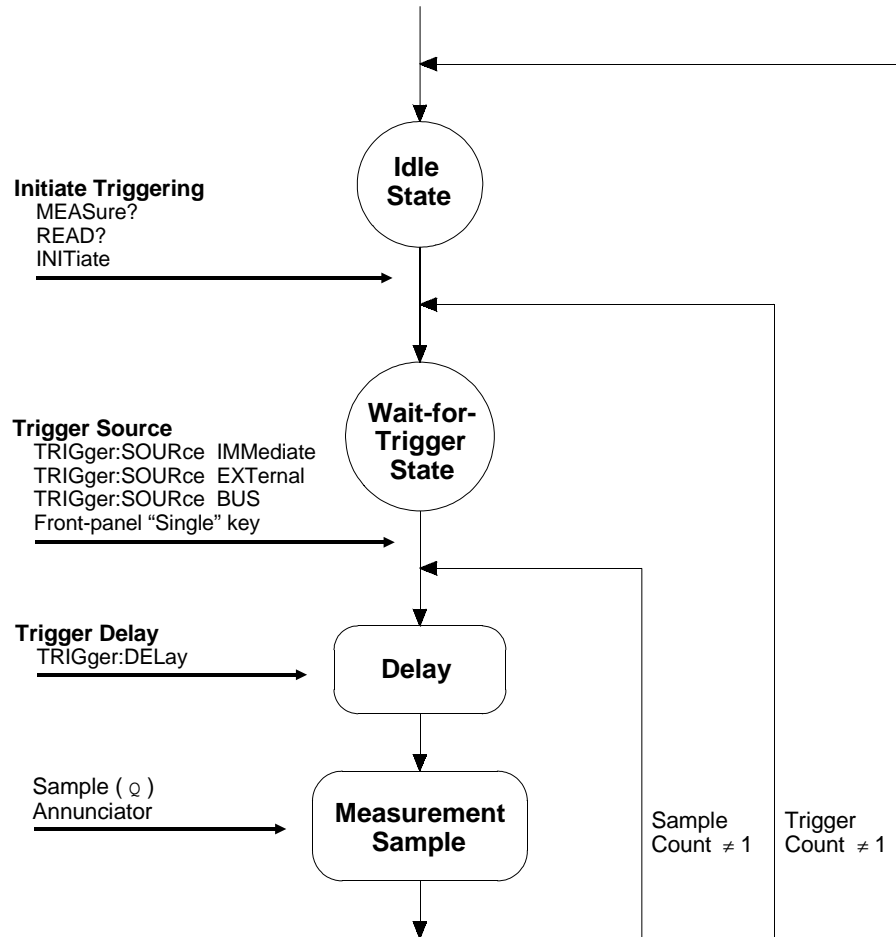 Idle
State
Initiate Triggering
MEASure?
READ?
INITiate
Wait-for-
Trigger
State
Trigger Source
TRIGger:SOURce IMMediate
TRIGger:SOURce EXTernal
TRIGger:SOURce BUS
Front-panel “Single” key
Trigger Delay
TRIGger:DELay
Delay
Sample ( Q )
Annunciator
Measurement
Sample
Sample
Count ≠ 1
Trigger
Count ≠ 1